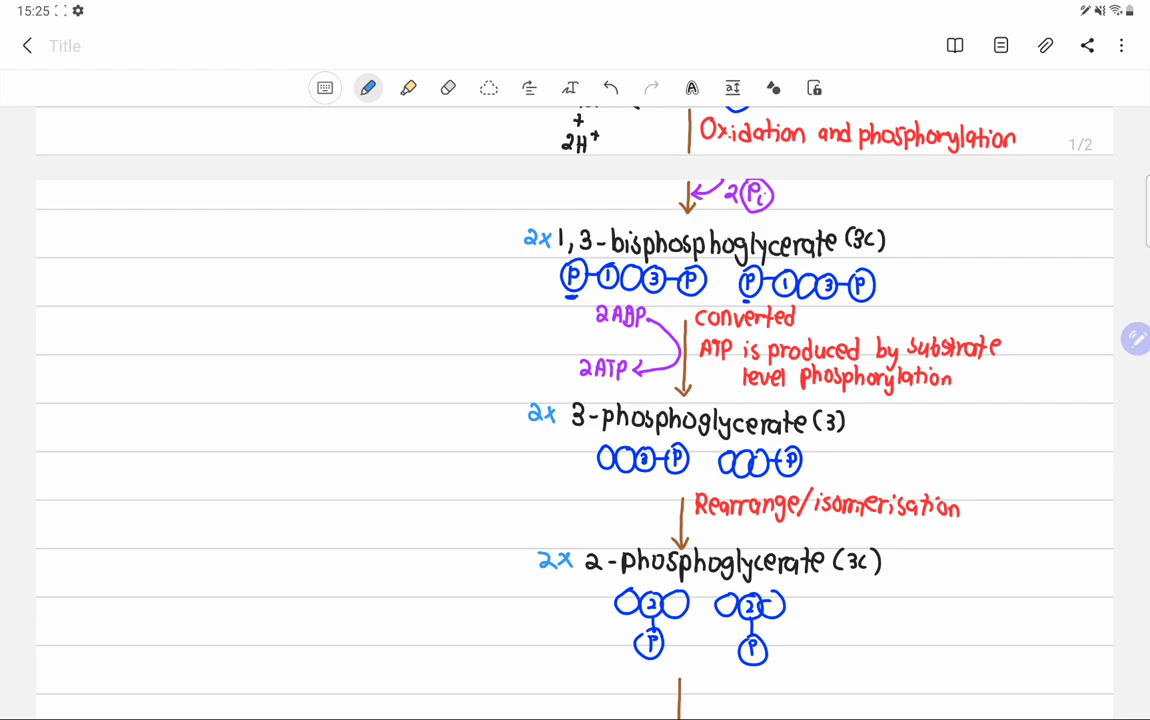 15:25
Title
+
2H+
Oxidation and phosphorylation
1/2
2 Pi
2x 1,3-bisphosphoglycerate (3c)
P 1 3 P P 1 3 P
2ADP converted
ATP is produced by substrate
2ATP level phosphorylation
2x 3-phosphoglycerate (3)
3 P P
Rearrange/isomerisation
2x 2-phosphoglycerate (3c)
2 2
P P